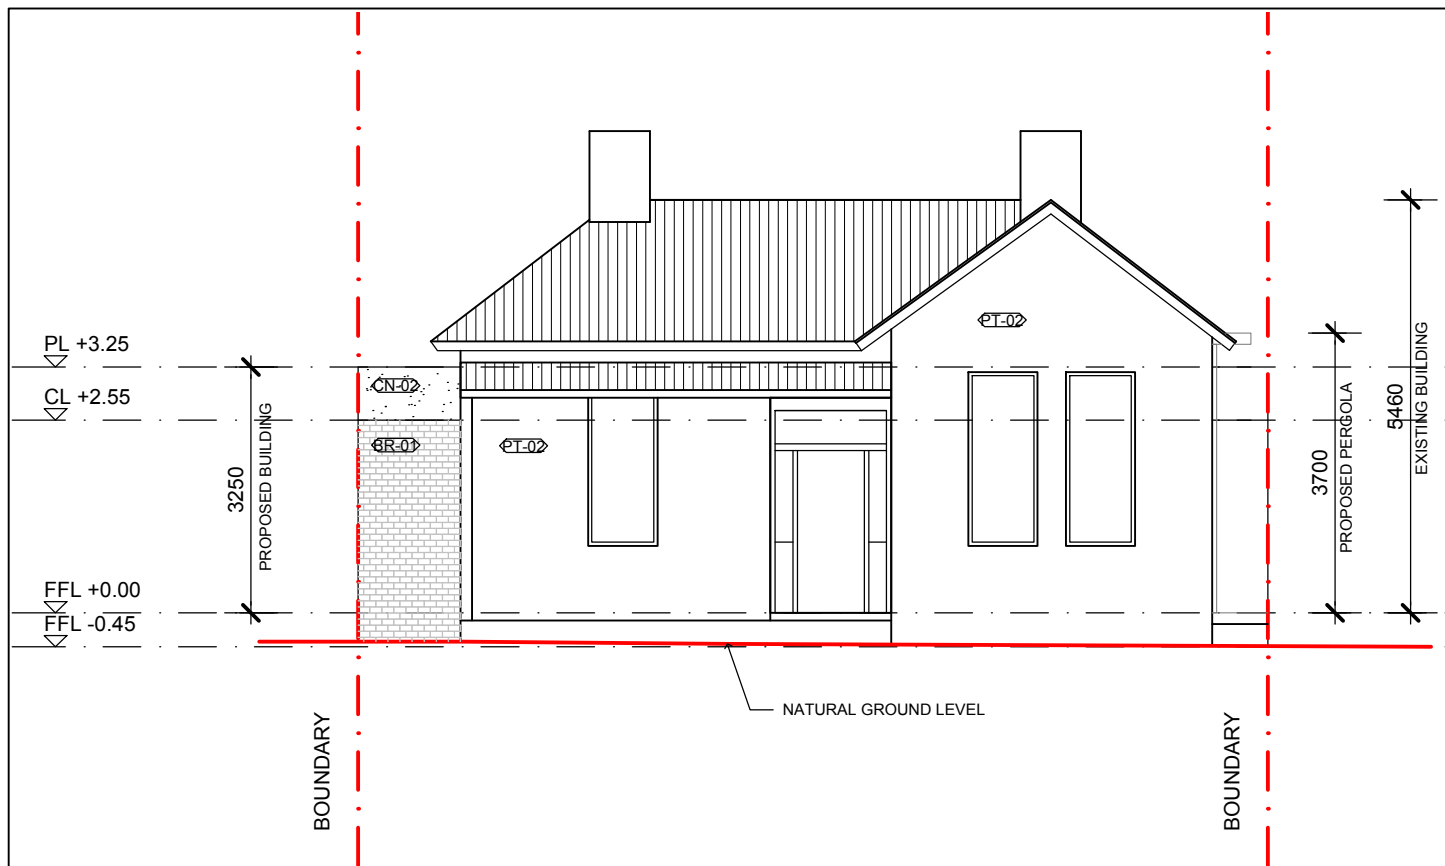 PT-02
PL +3.25
CN-02
CL +2.55
BR-01
PT-02
3250
PROPOSED BUILDING
3700
PROPOSED PERGOLA
5460
EXISTING BUILDING
FFL +0.00
FFL -0.45
NATURAL GROUND LEVEL
BOUNDARY
BOUNDARY